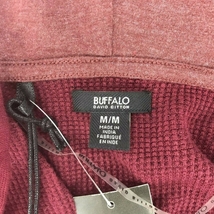 BUFFALO
DAVID BITTON
M/M
MADE IN
INDIA
FABRIQUÉ
EN INDE